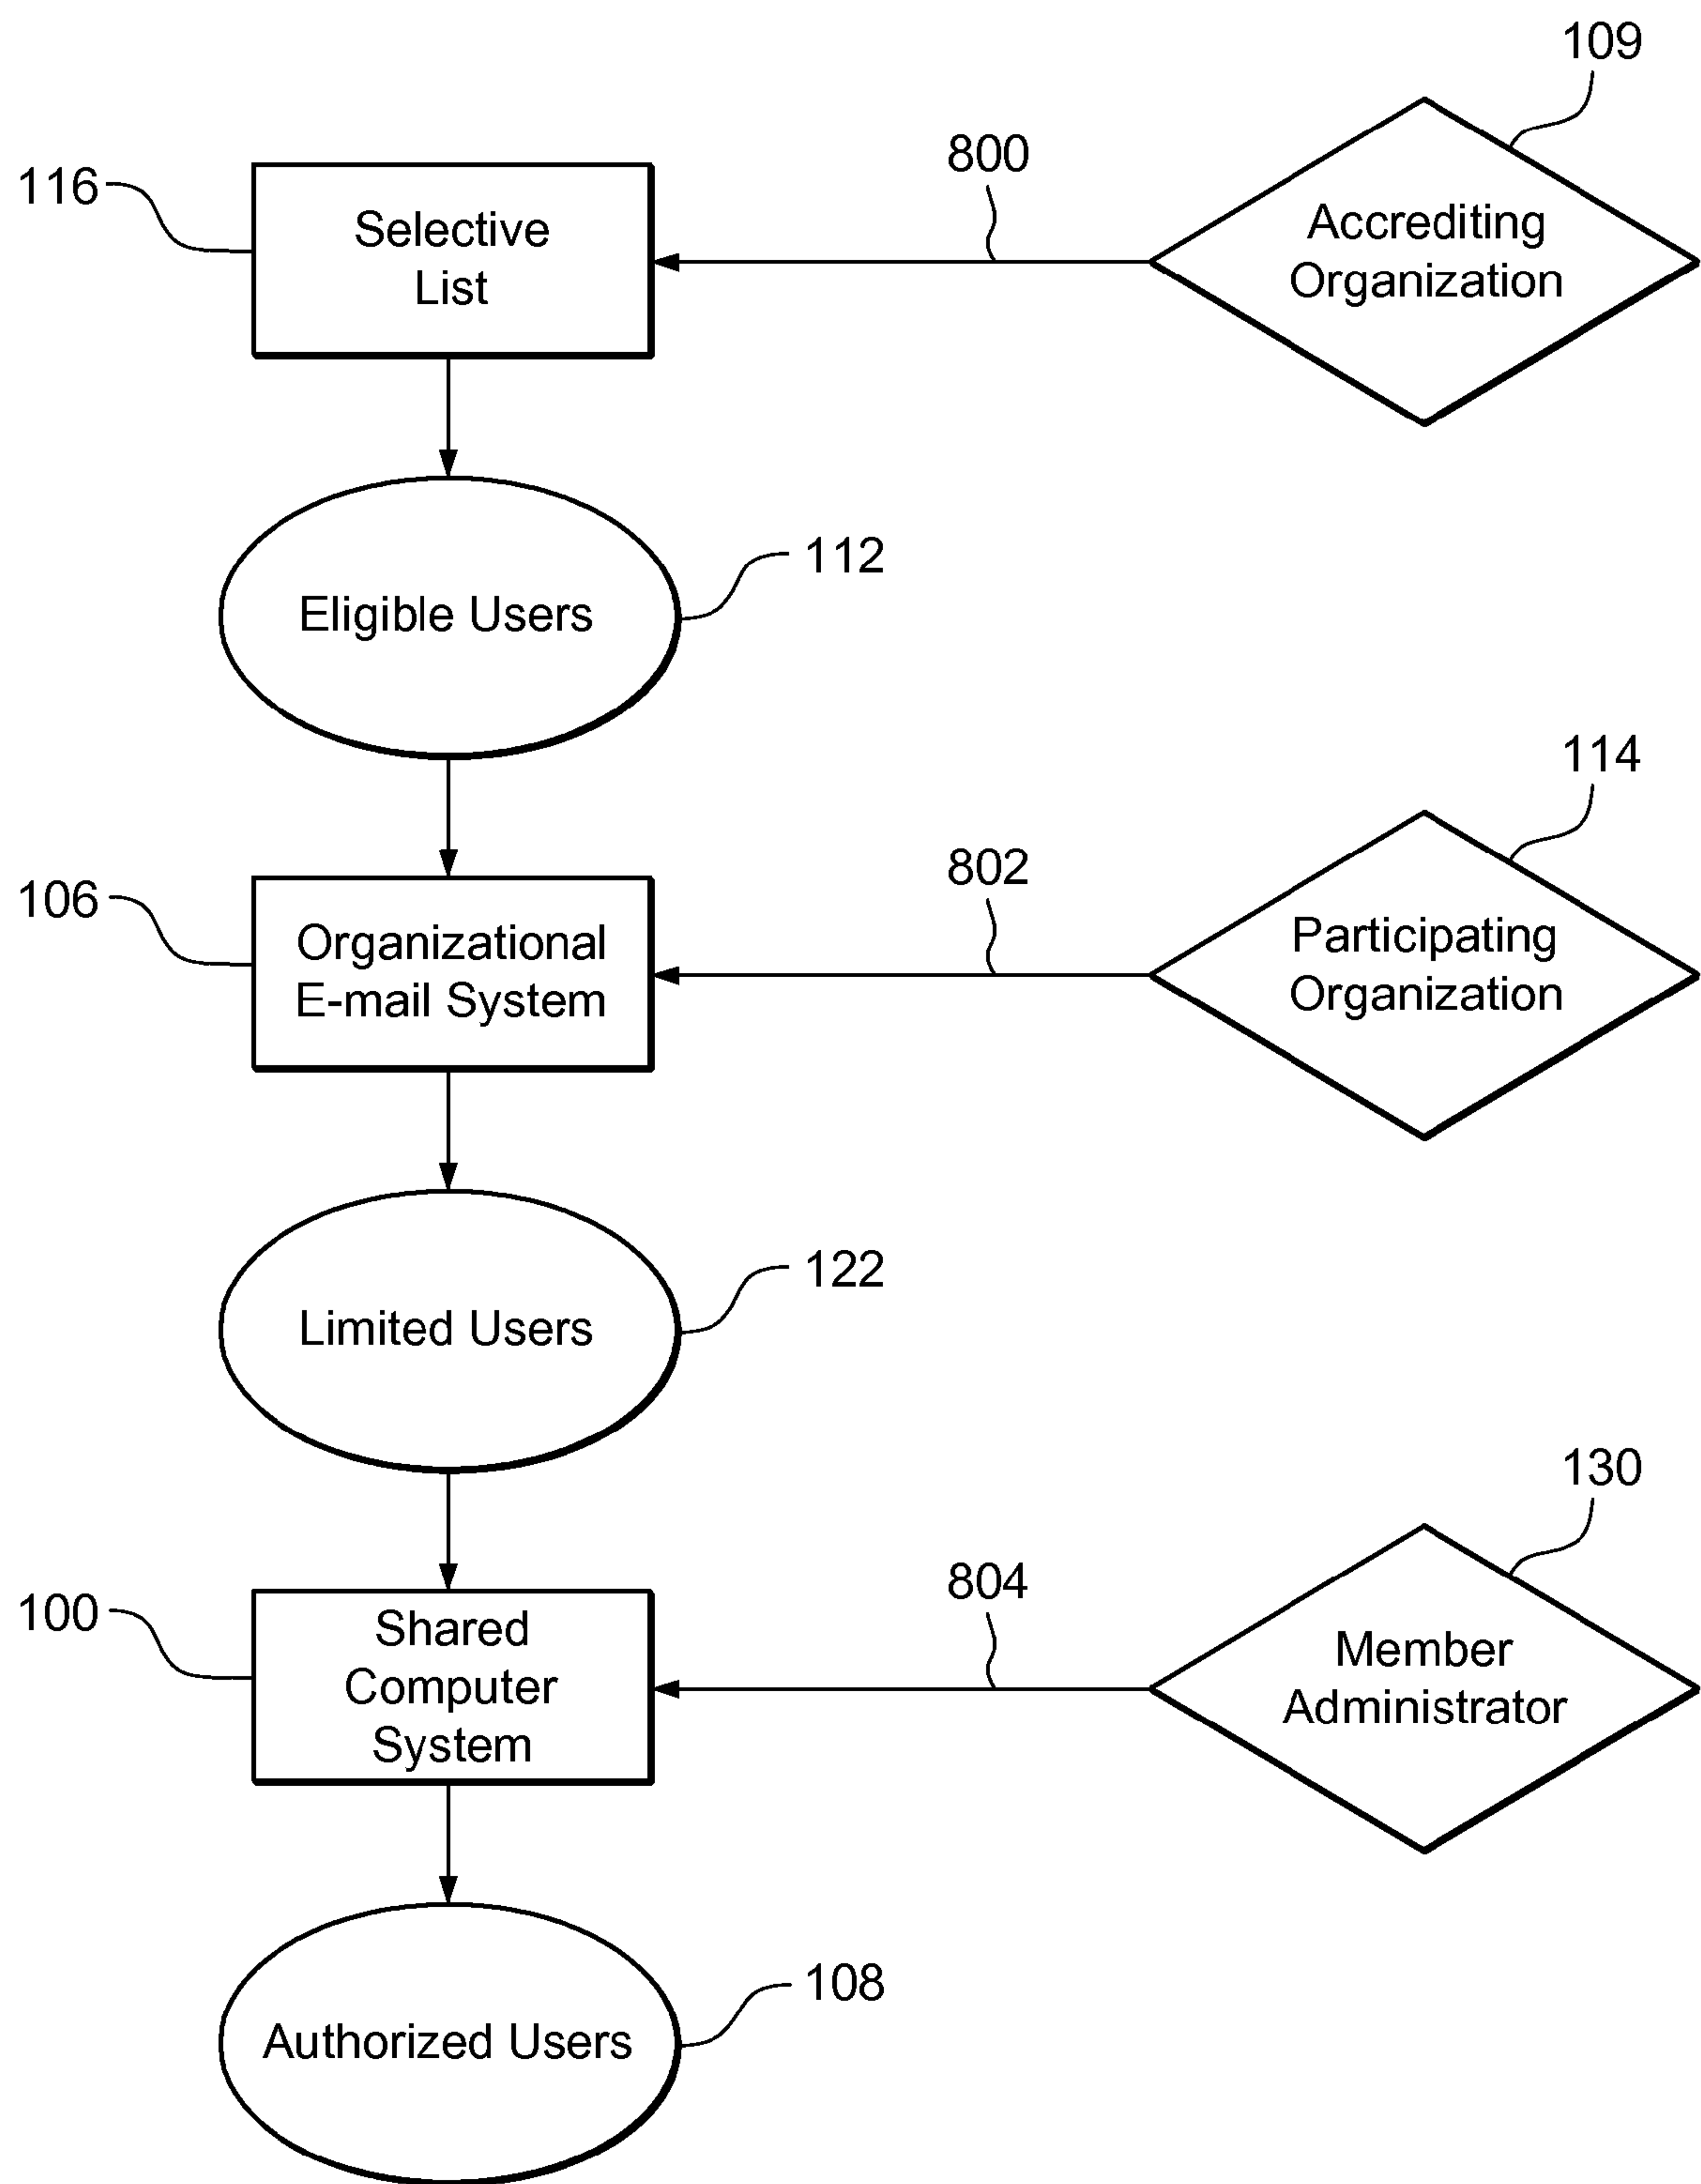 109
800
116
Selective
List
Accrediting
Organization
112
Eligible Users
114
802
106
Organizational
E-mail System
Participating
Organization
122
Limited Users
130
804
100
Shared
Computer
System
Member
Administrator
108
Authorized Users